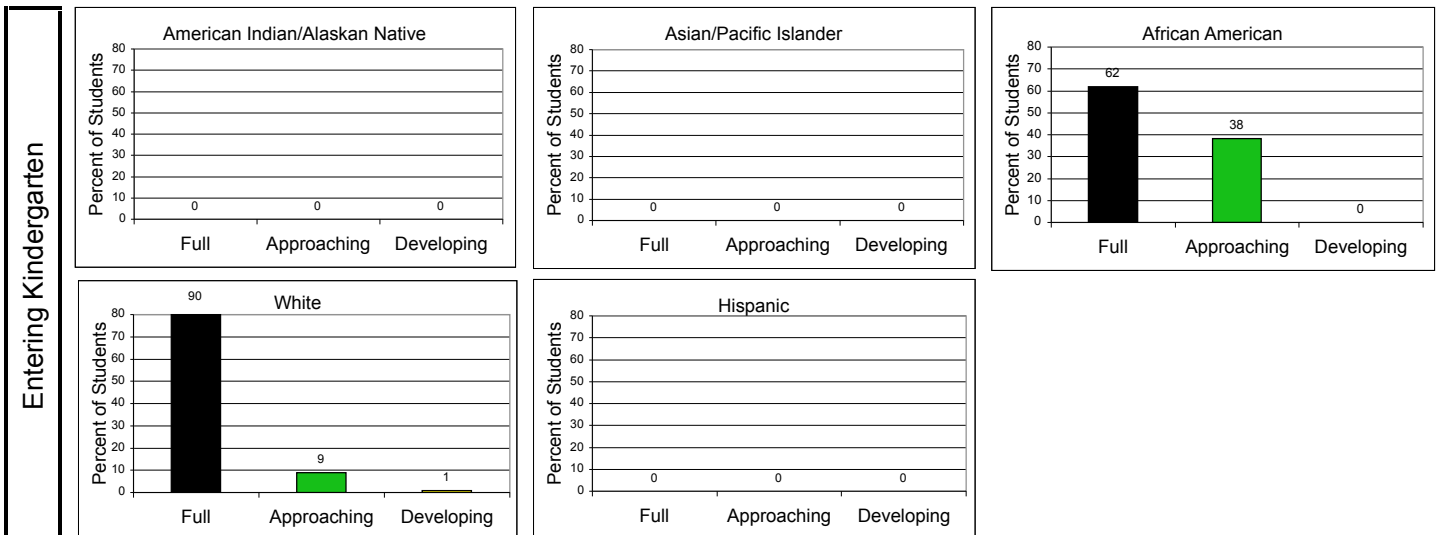 Entering Kindergarten
American Indian/Alaskan Native
Percent of Students
80
70
60
50
40
30
20
10
0
0 0 0
Full Approaching Developing
Asian/Pacific Islander
Percent of Students
80
70
60
50
40
30
20
10
0
0 0 0
Full Approaching Developing
African American
Percent of Students
80
70
60
50
40
30
20
10
0
62
38
0
Full Approaching Developing
White
Percent of Students
80
70
60
50
40
30
20
10
0
90
9
1
Full Approaching Developing
Hispanic
Percent of Students
80
70
60
50
40
30
20
10
0
0 0 0
Full Approaching Developing